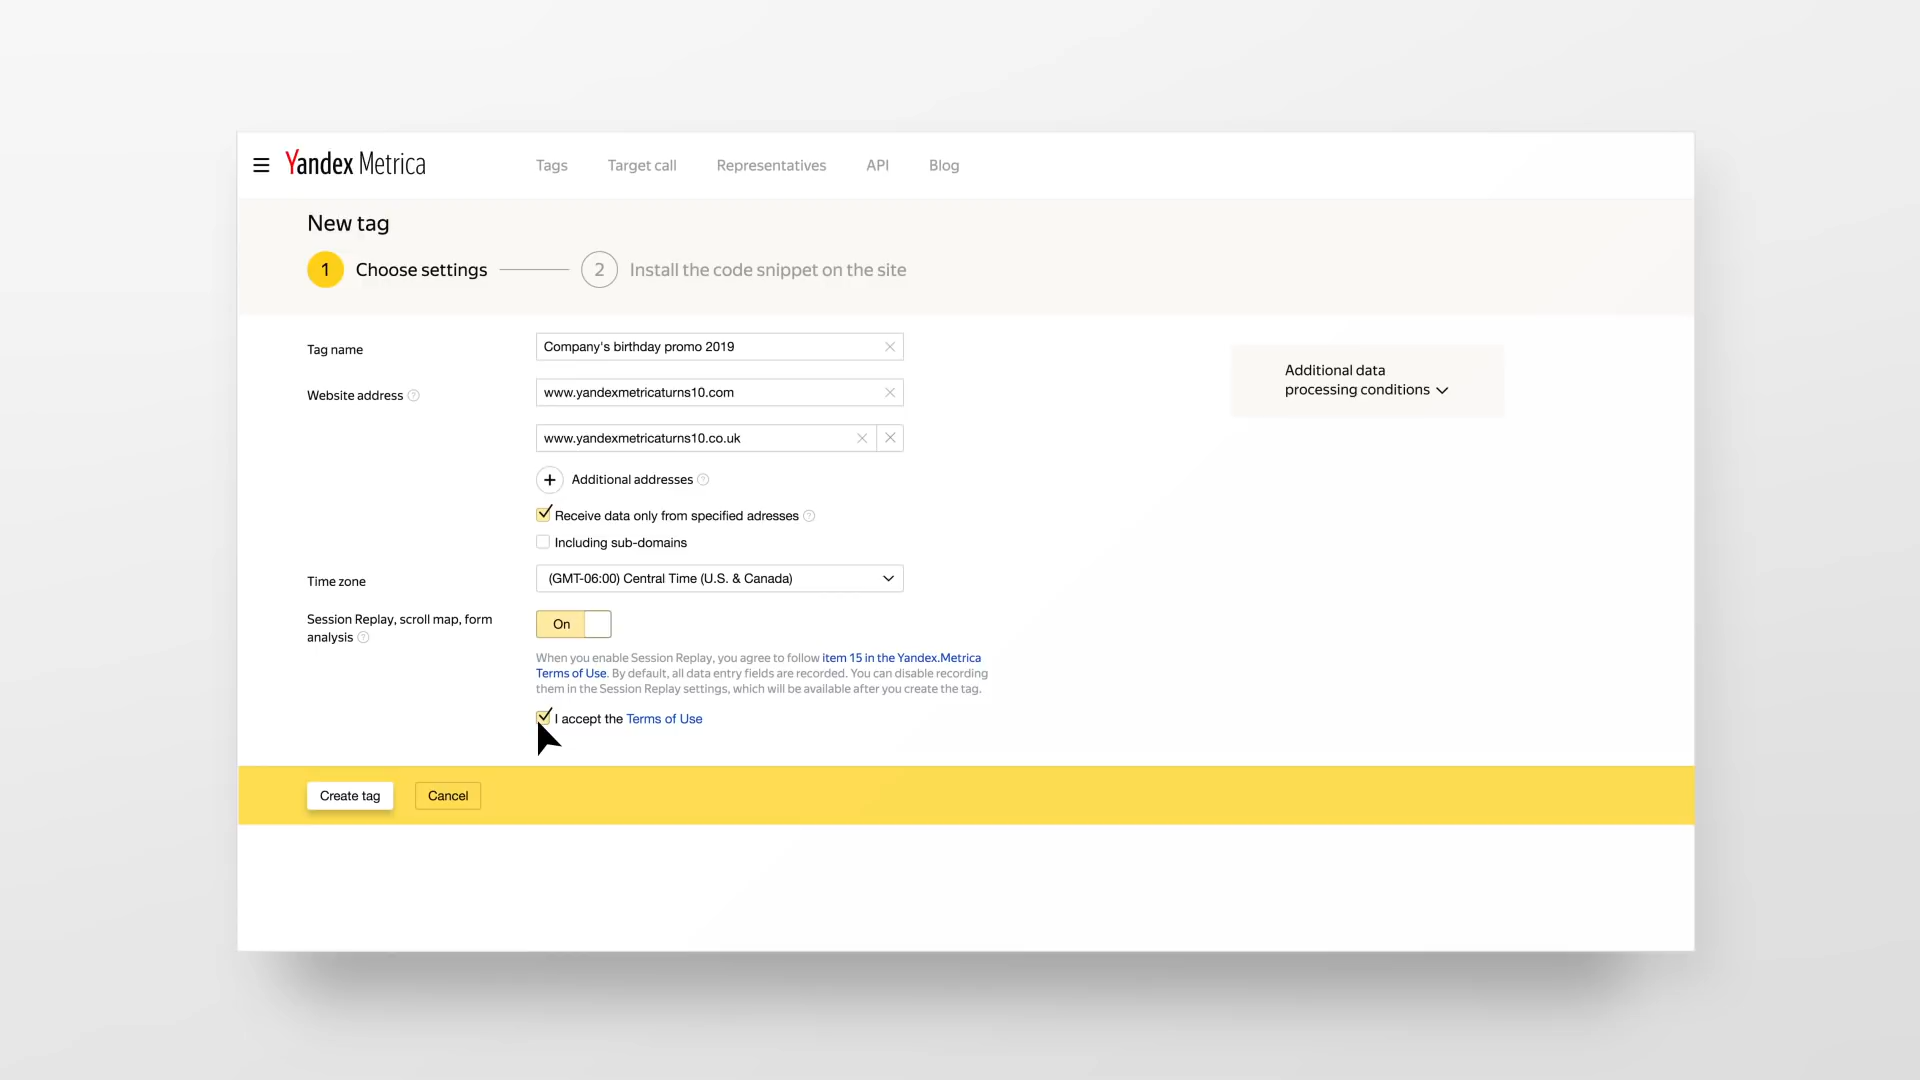 Yandex Metrica
Tags
Target call
Representatives
API
Blog
New tag
1
Choose settings
2
Install the code snippet on the site
Tag name
Company's birthday promo 2019
Website address ?
www.yandexmetricaturns10.com
www.yandexmetricaturns10.co.uk
+ Additional addresses ?
Receive data only from specified adresses ?
Including sub-domains
Time zone
(GMT-06:00) Central Time (U.S. & Canada)
Session Replay, scroll map, form
analysis ?
On
When you enable Session Replay, you agree to follow item 15 in the Yandex.Metrica
Terms of Use. By default, all data entry fields are recorded. You can disable recording
them in the Session Replay settings, which will be available after you create the tag.
I accept the Terms of Use
Additional data
processing conditions
Create tag
Cancel